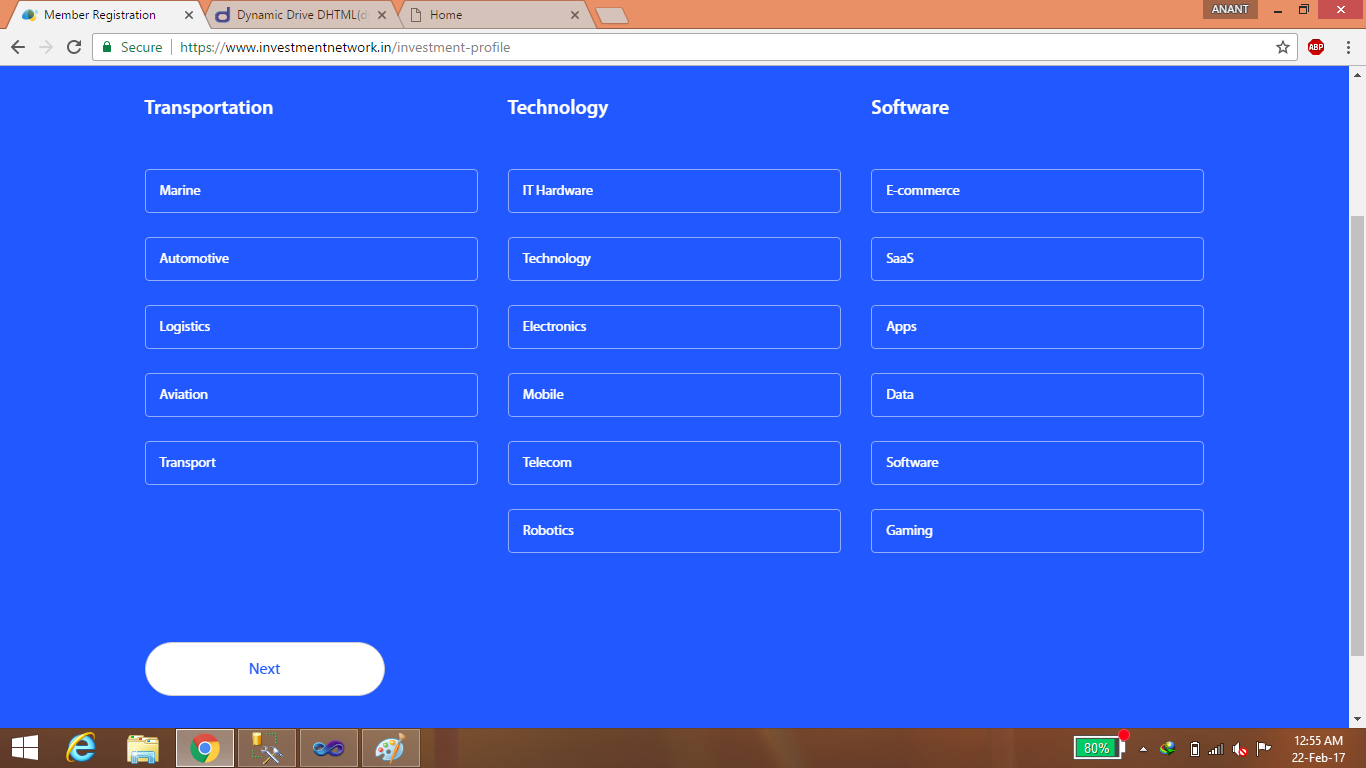 Member Registration
Dynamic Drive DHTML(d
Home
ANANT
Secure
https://www.investmentnetwork.in/investment-profile
ABP
Transportation
Technology
Software
Marine
IT Hardware
E-commerce
Automotive
Technology
SaaS
Logistics
Electronics
Apps
Aviation
Mobile
Data
Transport
Telecom
Software
Robotics
Gaming
Next
80%
12:55 AM
22-Feb-17